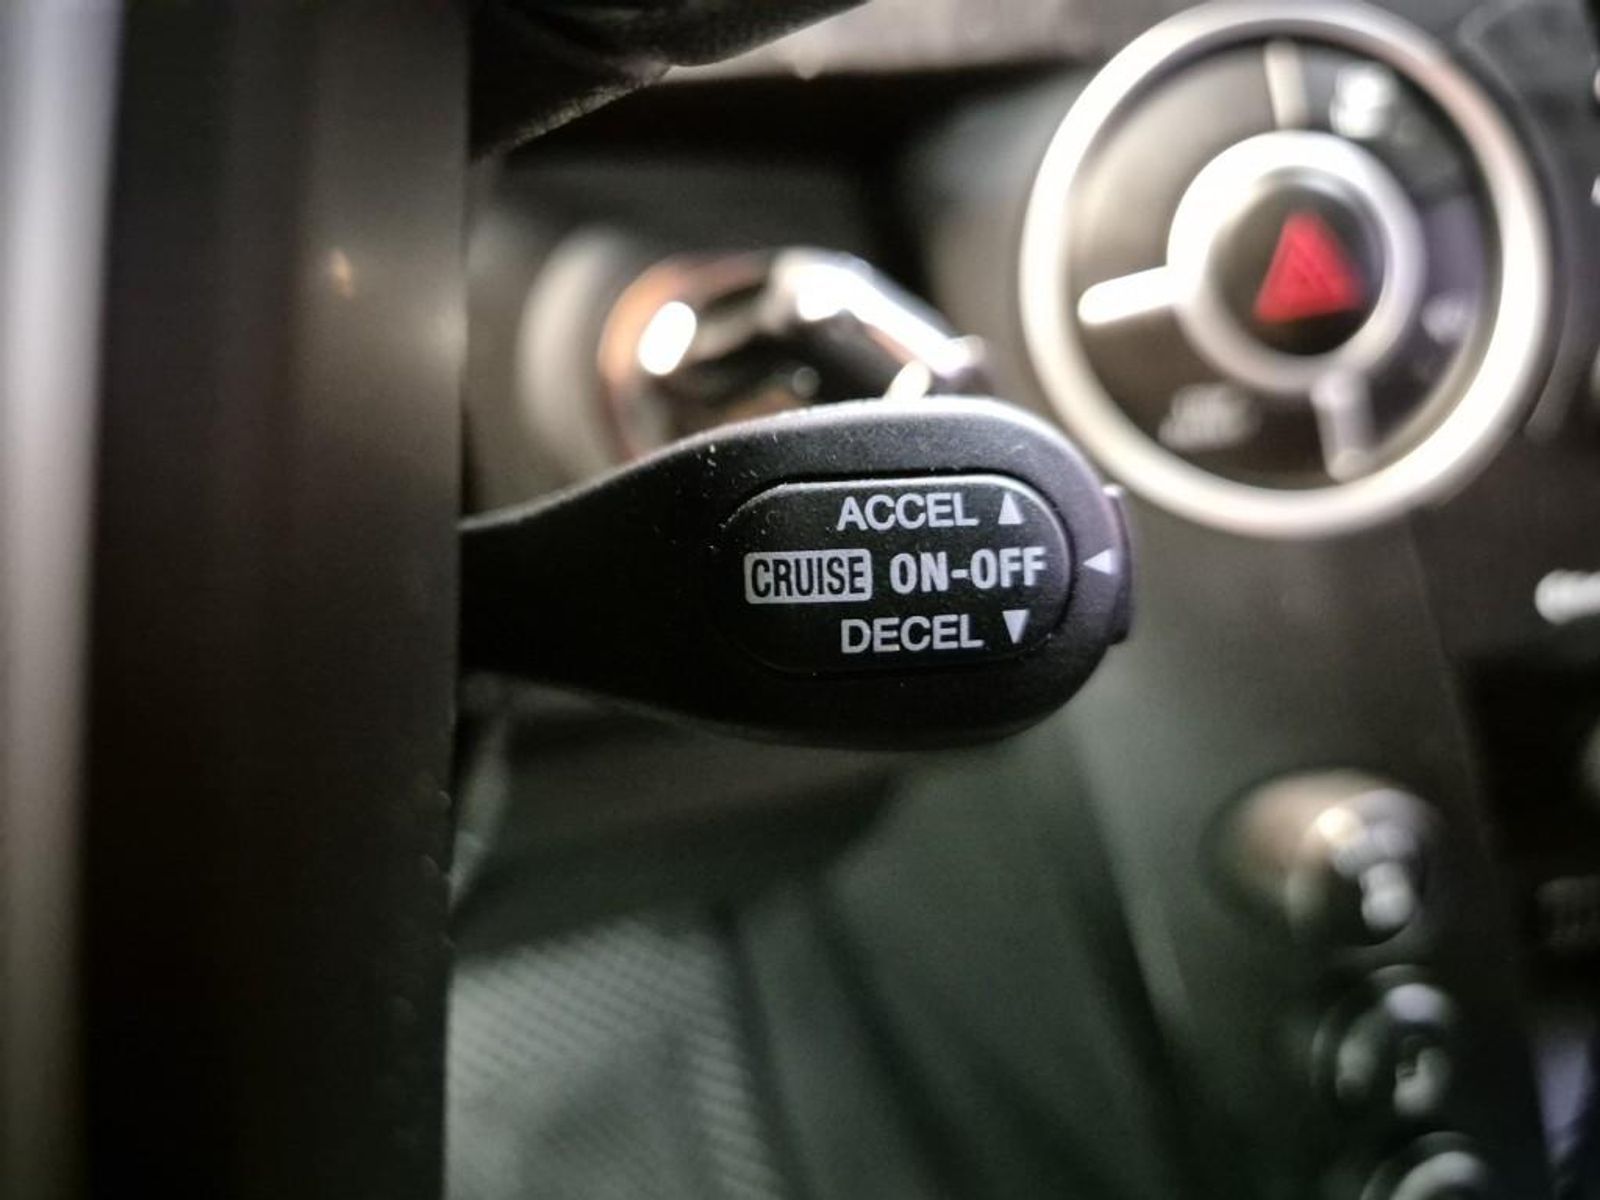 ACCEL ▲
CRUISE ON-OFF ◄
DECEL ▼